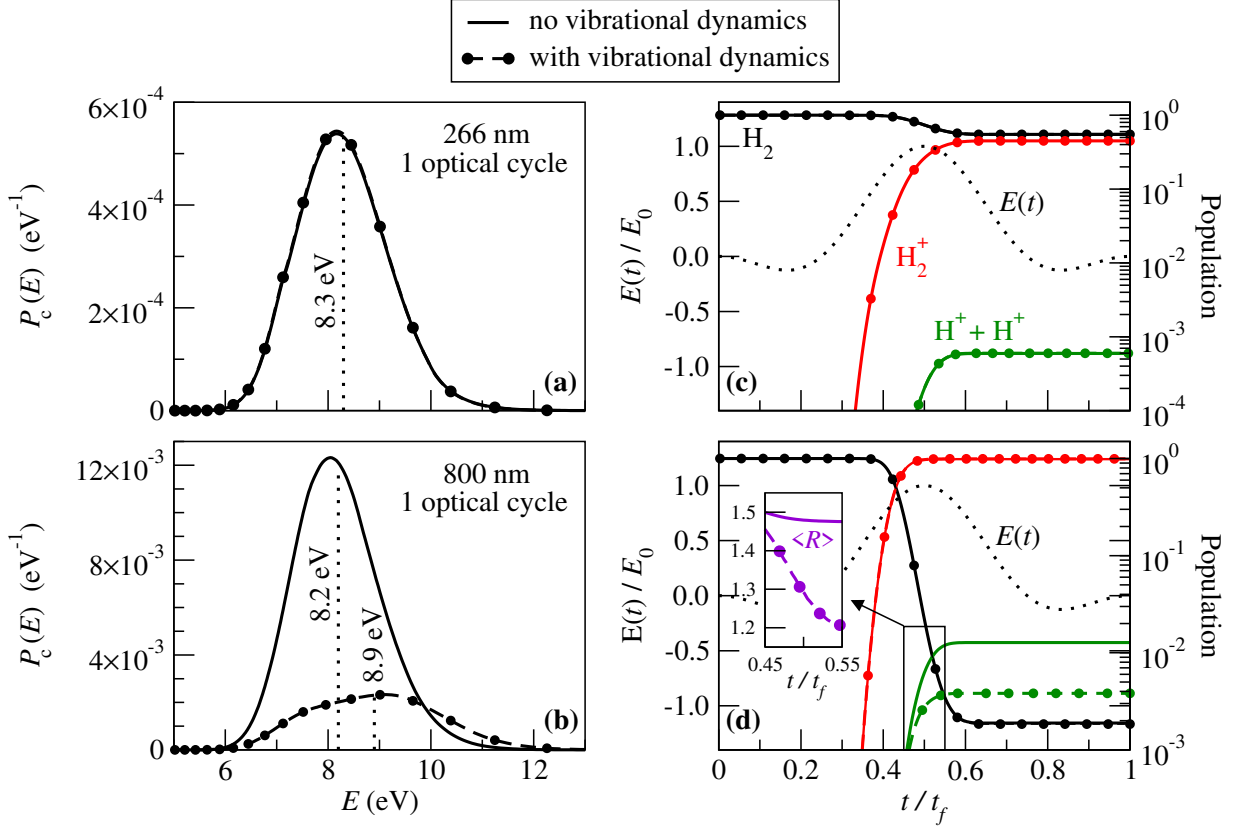 no vibrational dynamics
with vibrational dynamics
6×10⁻⁴
4×10⁻⁴
2×10⁻⁴
0
P_c(E) (eV⁻¹)
266 nm
1 optical cycle
8.3 eV
(a)
12×10⁻³
9×10⁻³
6×10⁻³
3×10⁻³
0
P_c(E) (eV⁻¹)
800 nm
1 optical cycle
8.2 eV
8.9 eV
(b)
6
8
10
12
E (eV)
1.0
0.5
0.0
-0.5
-1.0
E(t) / E₀
H₂
H₂⁺
E(t)
H⁺ + H⁺
(c)
10⁰
10⁻¹
10⁻²
10⁻³
10⁻⁴
Population
1.0
0.5
0.0
-0.5
-1.0
E(t) / E₀
1.5
1.4
1.3
1.2
<R>
0.45
0.55
t / t_f
E(t)
(d)
10⁰
10⁻¹
10⁻²
10⁻³
Population
0
0.2
0.4
0.6
0.8
1
t / t_f